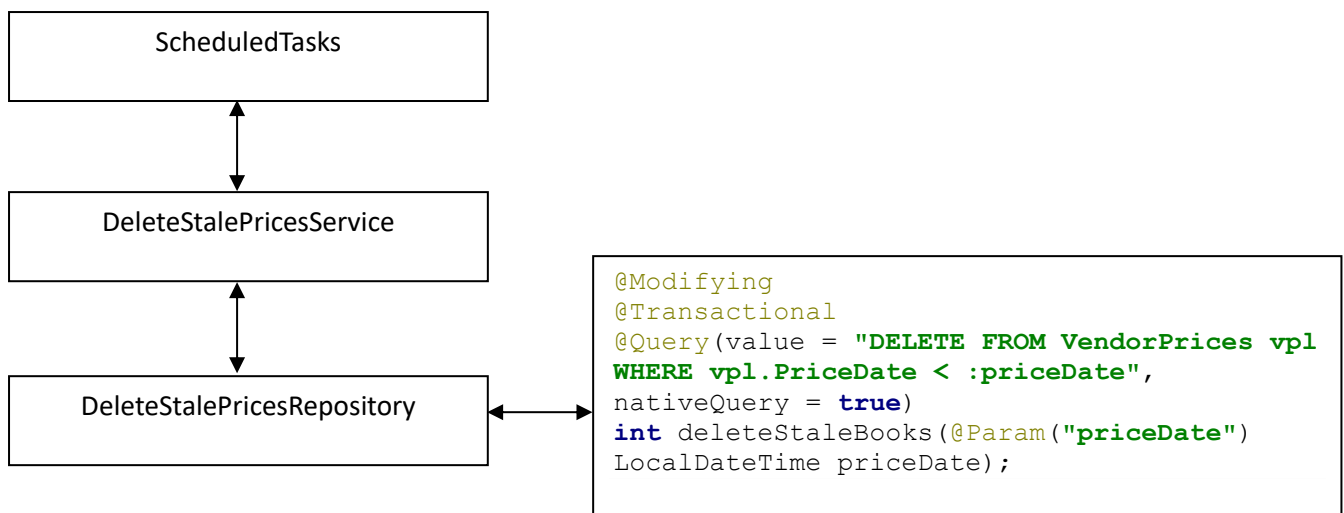 ScheduledTasks
DeleteStalePricesService
DeleteStalePricesRepository
@Modifying
@Transactional
@Query(value = "DELETE FROM VendorPrices vpl
WHERE vpl.PriceDate < :priceDate",
nativeQuery = true)
int deleteStaleBooks(@Param("priceDate")
LocalDateTime priceDate);